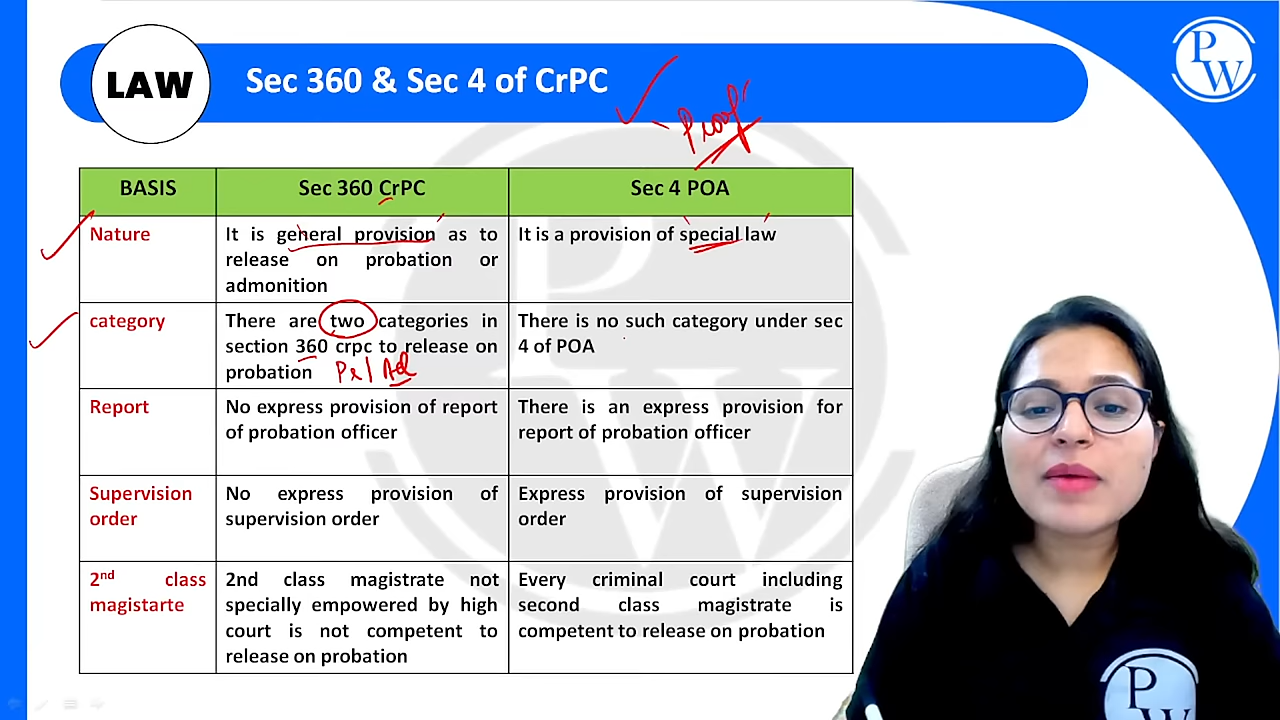 LAW
Sec 360 & Sec 4 of CrPC
PW
Proof
BASIS
Sec 360 CrPC
Sec 4 POA
Nature
It is general provision as to
release on probation or
admonition
It is a provision of special law
category
There are two categories in
section 360 crpc to release on
probation
There is no such category under sec
4 of POA
Report
No express provision of report
of probation officer
There is an express provision for
report of probation officer
Supervision
order
No express provision of
supervision order
Express provision of supervision
order
2nd class
magistarte
2nd class magistrate not
specially empowered by high
court is not competent to
release on probation
Every criminal court including
second class magistrate is
competent to release on probation
PW